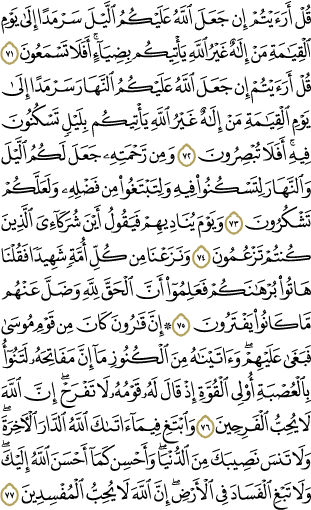 قُلْ أَرَءَيْتُمْ إِن جَعَلَ ٱللَّهُ عَلَيْكُمُ ٱلَّيْلَ سَرْمَدًا إِلَىٰ يَوْمِ
ٱلْقِيَٰمَةِ مَنْ إِلَٰهٌ غَيْرُ ٱللَّهِ يَأْتِيكُم بِضِيَآءٍ ۖ أَفَلَا تَسْمَعُونَ ٧١
قُلْ أَرَءَيْتُمْ إِن جَعَلَ ٱللَّهُ عَلَيْكُمُ ٱلنَّهَارَ سَرْمَدًا إِلَىٰ
يَوْمِ ٱلْقِيَٰمَةِ مَنْ إِلَٰهٌ غَيْرُ ٱللَّهِ يَأْتِيكُم بِلَيْلٍ تَسْكُنُونَ
فِيهِ ۖ أَفَلَا تُبْصِرُونَ ٧٢ وَمِن رَّحْمَتِهِۦ جَعَلَ لَكُمُ ٱلَّيْلَ
وَٱلنَّهَارَ لِتَسْكُنُوا۟ فِيهِ وَلِتَبْتَغُوا۟ مِن فَضْلِهِۦ وَلَعَلَّكُمْ
تَشْكُرُونَ ٧٣ وَيَوْمَ يُنَادِيهِمْ فَيَقُولُ أَيْنَ شُرَكَآءِىَ ٱلَّذِينَ
كُنتُمْ تَزْعُمُونَ ٧٤ وَنَزَعْنَا مِن كُلِّ أُمَّةٍ شَهِيدًا فَقُلْنَا
هَاتُوا۟ بُرْهَٰنَكُمْ فَعَلِمُوٓا۟ أَنَّ ٱلْحَقَّ لِلَّهِ وَضَلَّ عَنْهُم
مَّا كَانُوا۟ يَفْتَرُونَ ٧٥ ۞ إِنَّ قَٰرُونَ كَانَ مِن قَوْمِ مُوسَىٰ
فَبَغَىٰ عَلَيْهِمْ ۖ وَءَاتَيْنَٰهُ مِنَ ٱلْكُنُوزِ مَآ إِنَّ مَفَاتِحَهُۥ لَتَنُوٓأُ
بِٱلْعُصْبَةِ أُو۟لِى ٱلْقُوَّةِ إِذْ قَالَ لَهُۥ قَوْمُهُۥ لَا تَفْرَحْ ۖ إِنَّ ٱللَّهَ
لَا يُحِبُّ ٱلْفَرِحِينَ ٧٦ وَٱبْتَغِ فِيمَآ ءَاتَىٰكَ ٱللَّهُ ٱلدَّارَ ٱلْءَاخِرَةَ ۖ
وَلَا تَنسَ نَصِيبَكَ مِنَ ٱلدُّنْيَا ۖ وَأَحْسِن كَمَآ أَحْسَنَ ٱللَّهُ إِلَيْكَ ۖ
وَلَا تَبْغِ ٱلْفَسَادَ فِى ٱلْأَرْضِ ۖ إِنَّ ٱللَّهَ لَا يُحِبُّ ٱلْمُفْسِدِينَ ٧٧